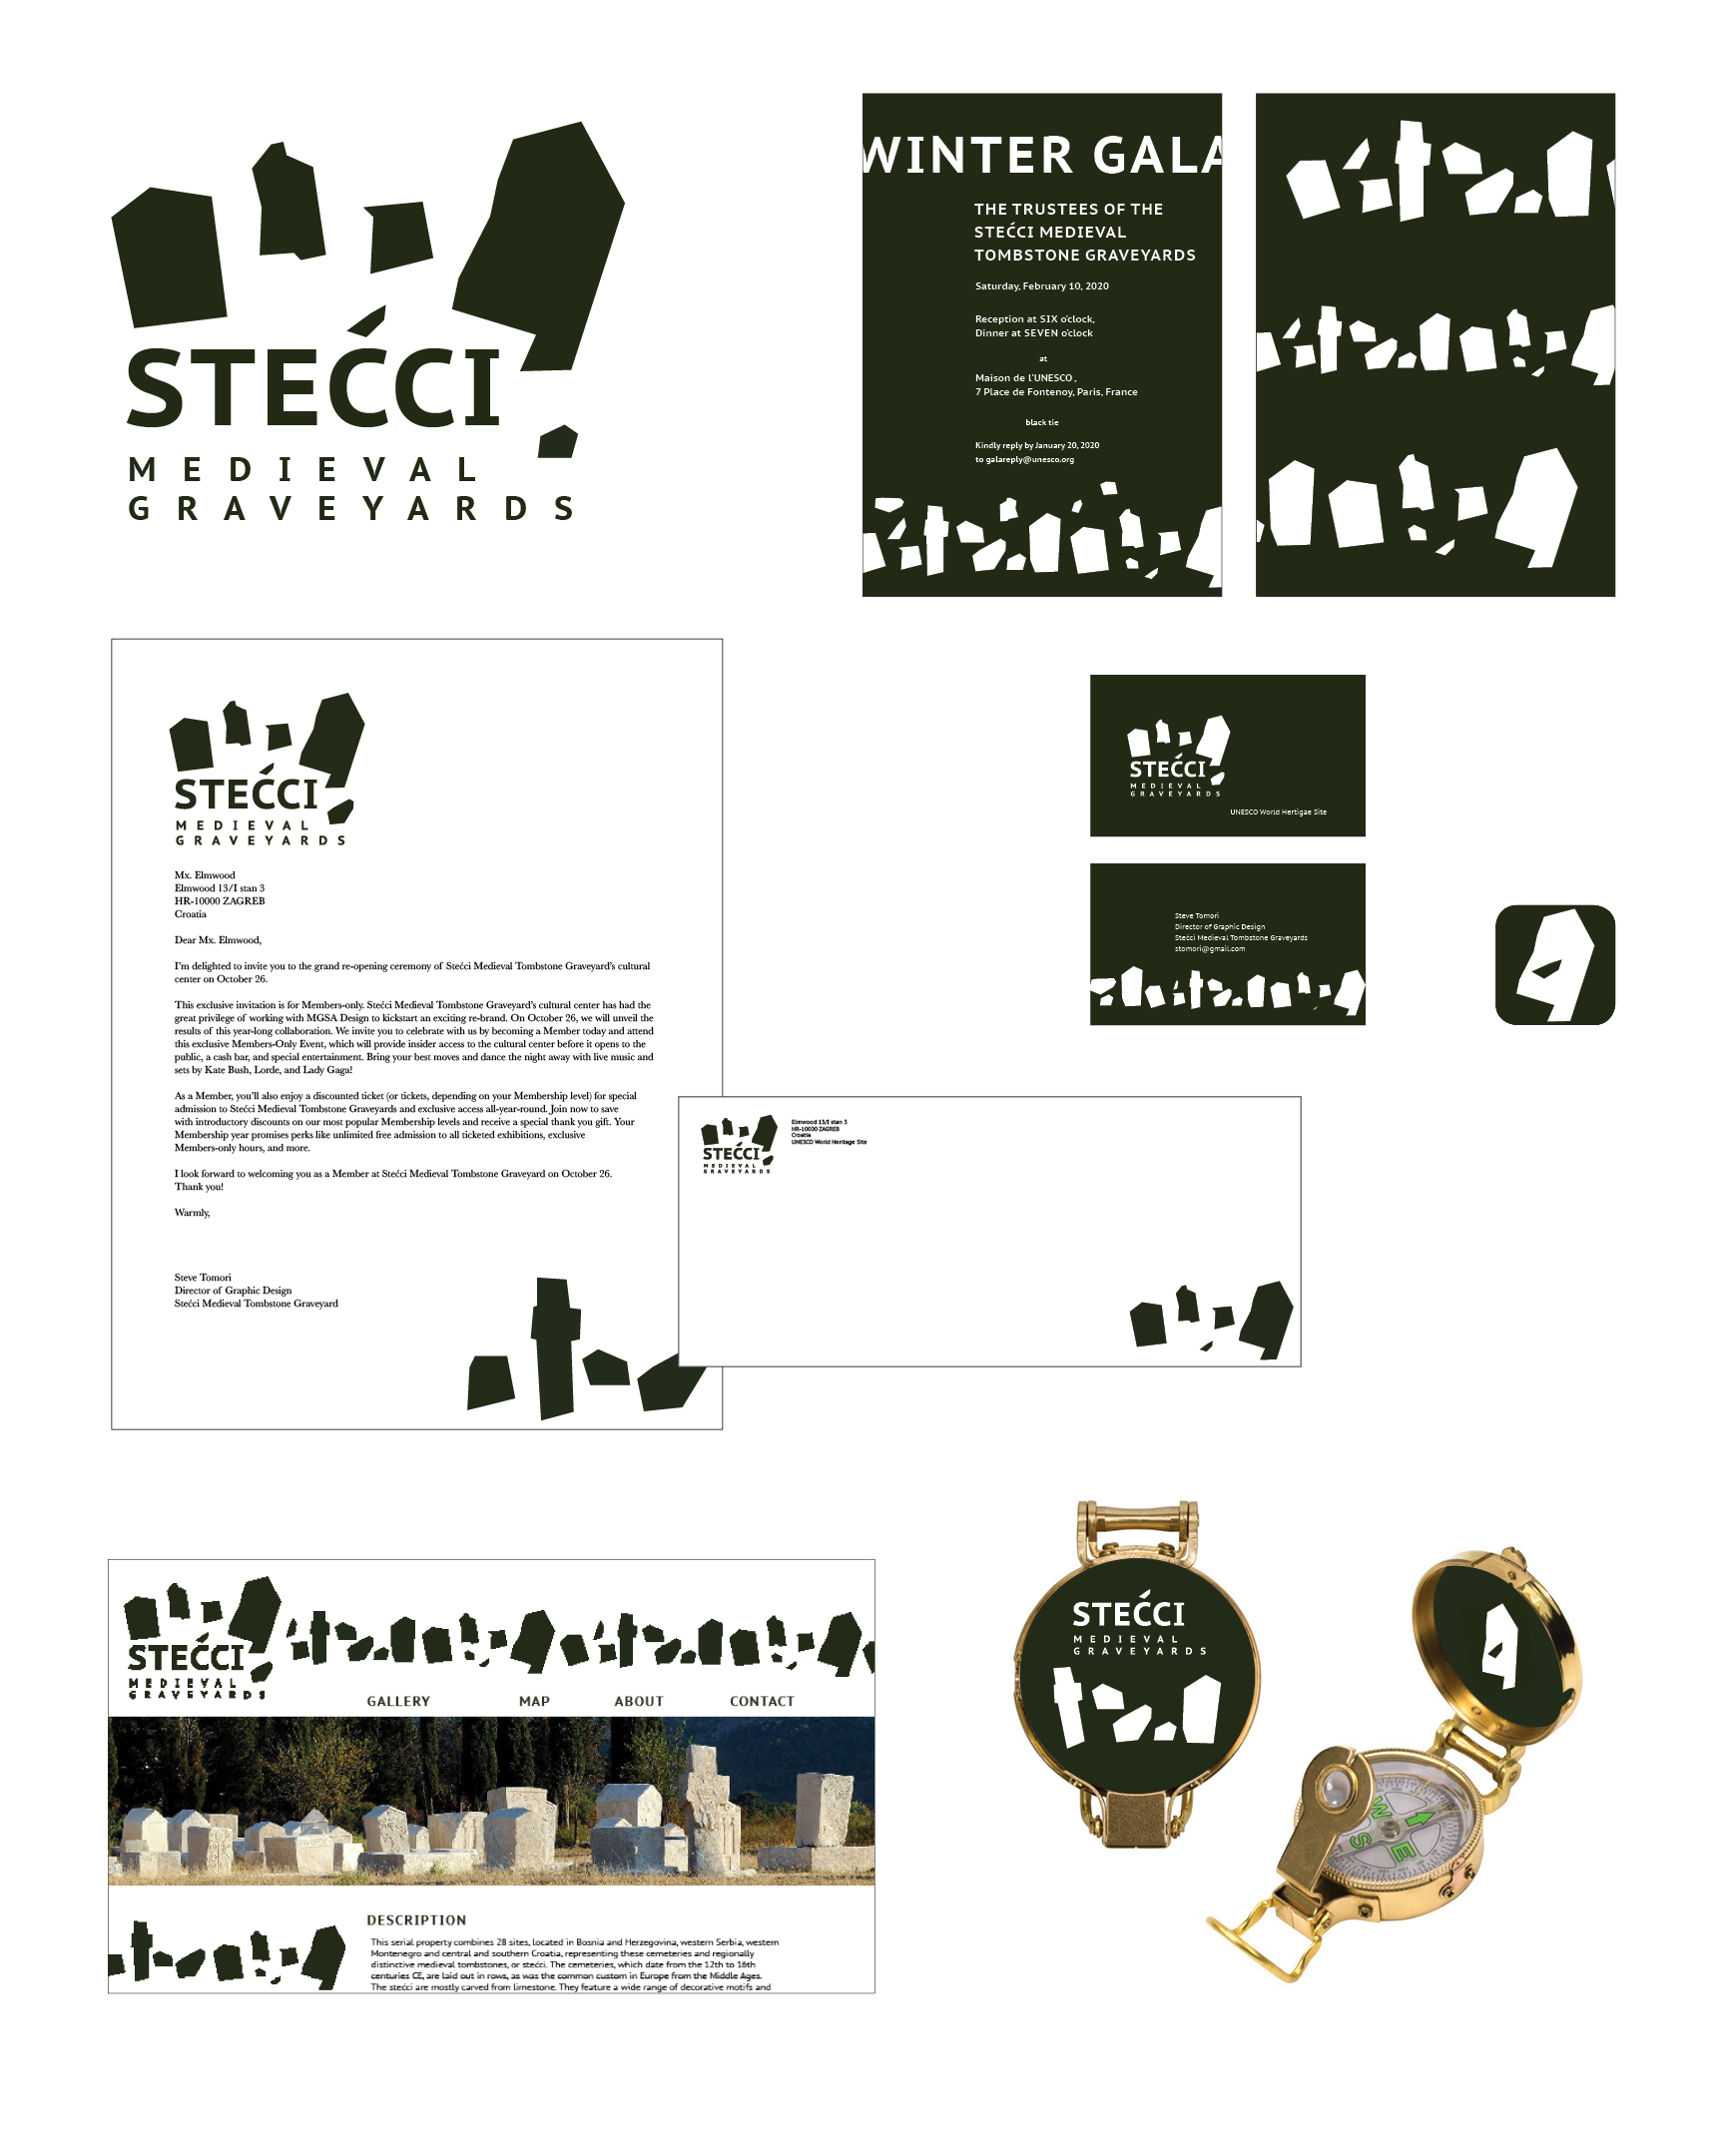 STEĆCI
MEDIEVAL
GRAVEYARDS
WINTER GALA
THE TRUSTEES OF THE
STEĆCI MEDIEVAL
TOMBSTONE GRAVEYARDS
Saturday, February 10, 2020
Reception at SIX o'clock,
Dinner at SEVEN o'clock
at
Maison de l'UNESCO ,
7 Place de Fontenoy, Paris, France
black tie
Kindly reply by January 20, 2020
to galareply@unesco.org
STEĆCI
MEDIEVAL
GRAVEYARDS
Mx. Elmwood
Elmwood 13/I stan 3
HR-10000 ZAGREB
Croatia
Dear Mx. Elmwood,
I'm delighted to invite you to the grand re-opening ceremony of Stećci Medieval Tombstone Graveyard's cultural
center on October 26.
This exclusive invitation is for Members-only. Stećci Medieval Tombstone Graveyard's cultural center has had the
great privilege of working with MGSA Design to kickstart an exciting re-brand. On October 26, we will unveil the
results of this year-long collaboration. We invite you to celebrate with us by becoming a Member today and attend
this exclusive Members-Only Event, which will provide insider access to the cultural center before it opens to the
public, a cash bar, and special entertainment. Bring your best moves and dance the night away with live music and
sets by Kate Bush, Lorde, and Lady Gaga!
As a Member, you'll also enjoy a discounted ticket (or tickets, depending on your Membership level) for special
admission to Stećci Medieval Tombstone Graveyards and exclusive access all-year-round. Join now to save
with introductory discounts on our most popular Membership levels and receive a special thank you gift. Your
Membership year promises perks like unlimited free admission to all ticketed exhibitions, exclusive
Members-only hours, and more.
I look forward to welcoming you as a Member at Stećci Medieval Tombstone Graveyard on October 26.
Thank you!
Warmly,
Steve Tomori
Director of Graphic Design
Stećci Medieval Tombstone Graveyard
STEĆCI
MEDIEVAL
GRAVEYARDS
UNESCO World Hertigae Site
Steve Tomori
Director of Graphic Design
Stećci Medieval Tombstone Graveyards
stomori@gmail.com
STEĆCI
MEDIEVAL
GRAVEYARDS
Elmwood 13/I stan 3
HR-10000 ZAGREB
Croatia
UNESCO World Heritage Site
STEĆCI
MEDIEVAL
GRAVEYARDS
GALLERY MAP ABOUT CONTACT
DESCRIPTION
This serial property combines 28 sites, located in Bosnia and Herzegovina, western Serbia, western
Montenegro and central and southern Croatia, representing these cemeteries and regionally
distinctive medieval tombstones, or stećci. The cemeteries, which date from the 12th to 16th
centuries CE, are laid out in rows, as was the common custom in Europe from the Middle Ages.
The stećci are mostly carved from limestone. They feature a wide range of decorative motifs and
STEĆCI
MEDIEVAL
GRAVEYARDS
W
S
E